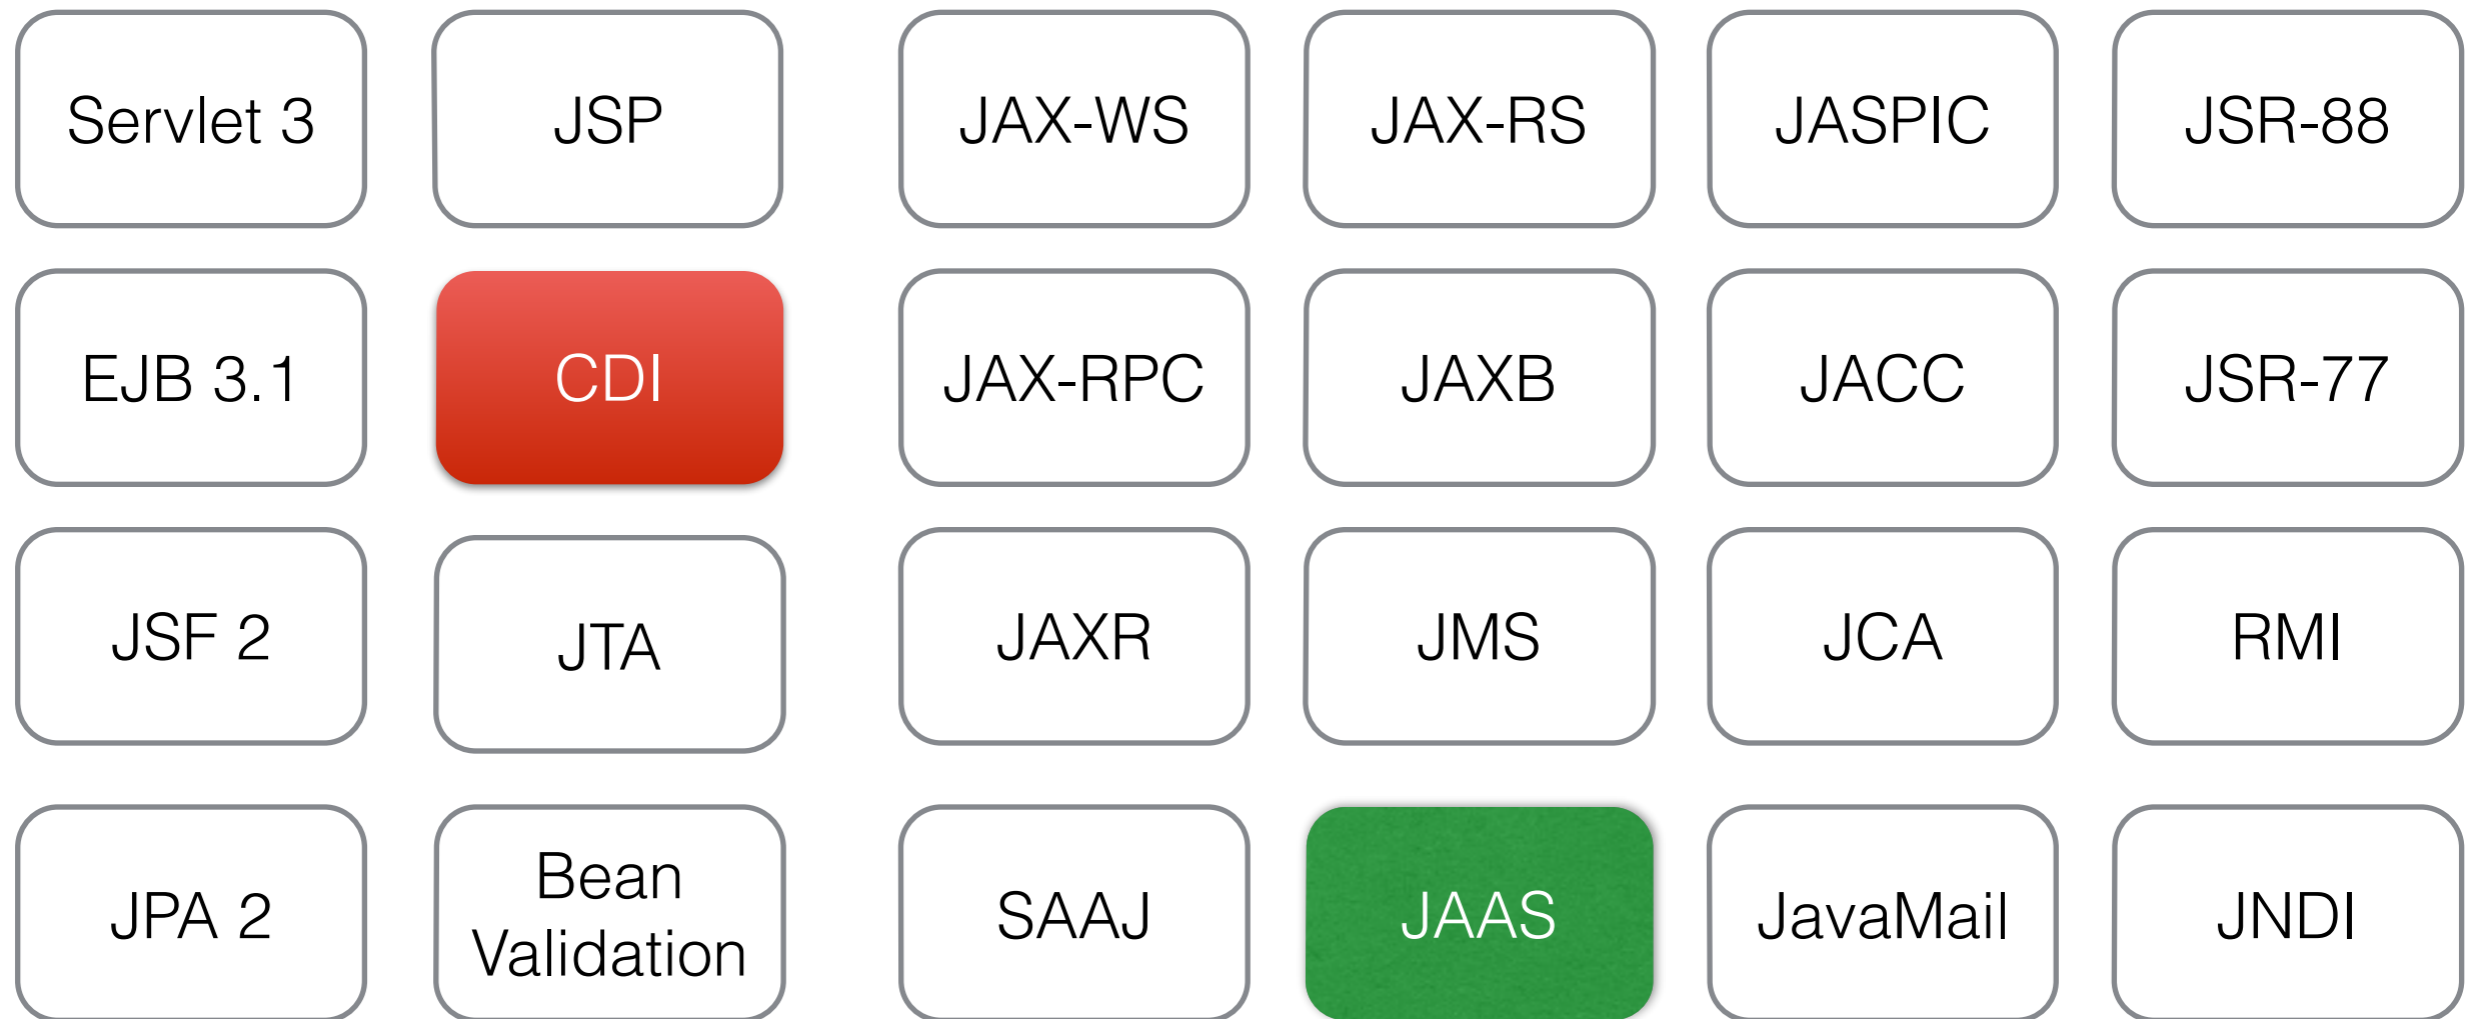 Servlet 3
JSP
JAX-WS
JAX-RS
JASPIC
JSR-88
EJB 3.1
CDI
JAX-RPC
JAXB
JACC
JSR-77
JSF 2
JTA
JAXR
JMS
JCA
RMI
JPA 2
Bean
Validation
SAAJ
JAAS
JavaMail
JNDI